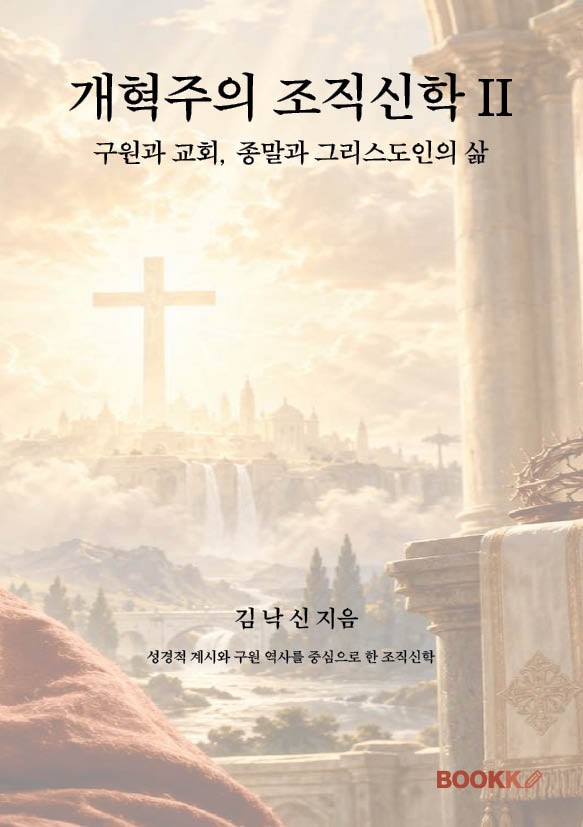 개혁주의 조직신학 II
구원과 교회, 종말과 그리스도인의 삶
김 낙 신 지음
성경적 계시와 구원 역사를 중심으로 한 조직신학
BOOKK